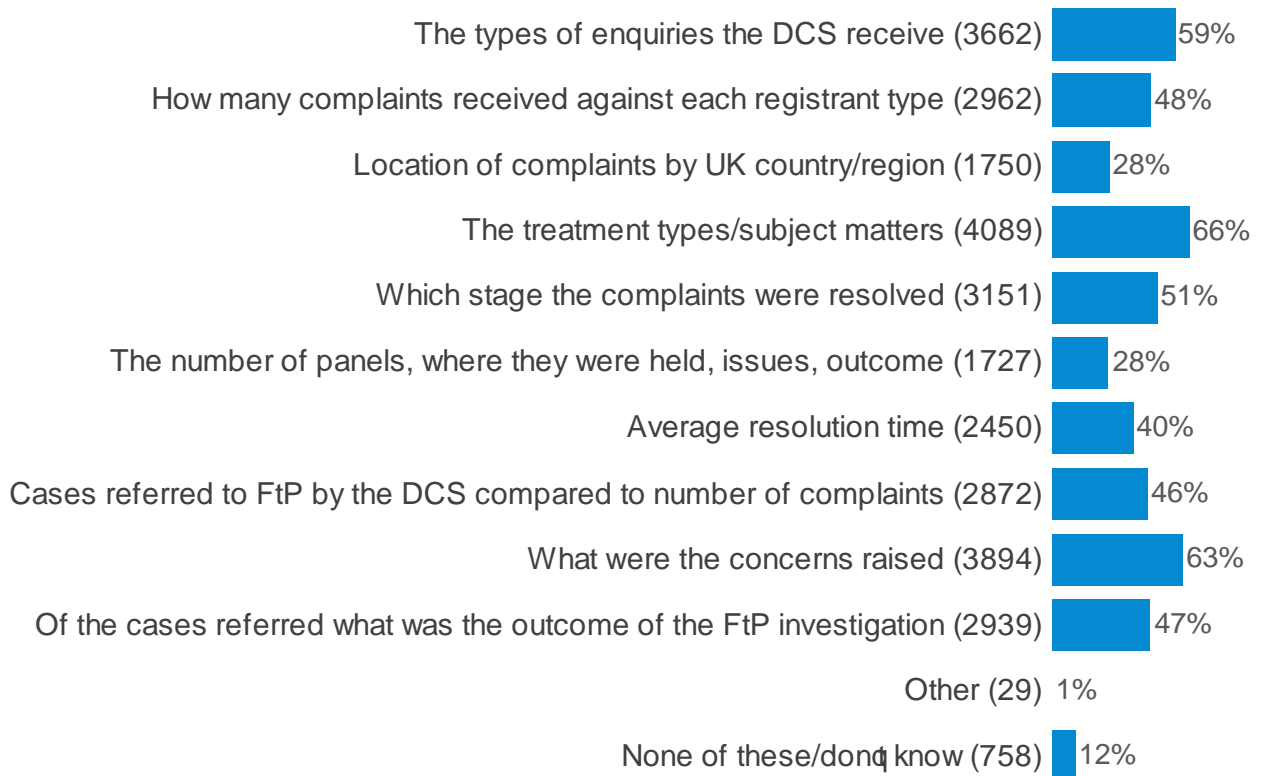 The types of enquiries the DCS receive (3662) 59%
How many complaints received against each registrant type (2962) 48%
Location of complaints by UK country/region (1750) 28%
The treatment types/subject matters (4089) 66%
Which stage the complaints were resolved (3151) 51%
The number of panels, where they were held, issues, outcome (1727) 28%
Average resolution time (2450) 40%
Cases referred to FtP by the DCS compared to number of complaints (2872) 46%
What were the concerns raised (3894) 63%
Of the cases referred what was the outcome of the FtP investigation (2939) 47%
Other (29) 1%
None of these/donq know (758) 12%